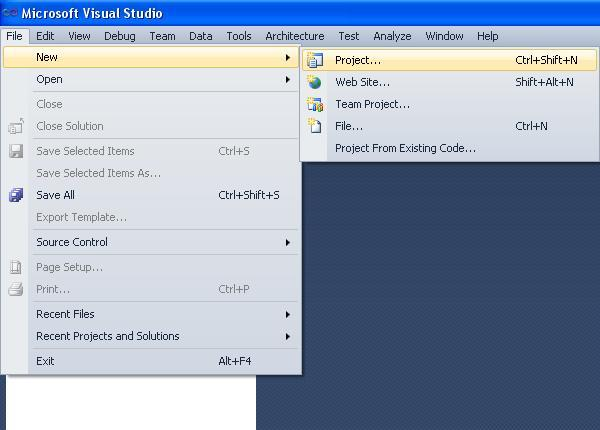 Microsoft Visual Studio
File Edit View Debug Team Data Tools Architecture Test Analyze Window Help
New
Project... Ctrl+Shift+N
Open
Web Site... Shift+Alt+N
Close
Team Project...
Close Solution
File... Ctrl+N
Save Selected Items Ctrl+S
Project From Existing Code...
Save Selected Items As...
Save All Ctrl+Shift+S
Export Template...
Source Control
Page Setup...
Print... Ctrl+P
Recent Files
Recent Projects and Solutions
Exit Alt+F4